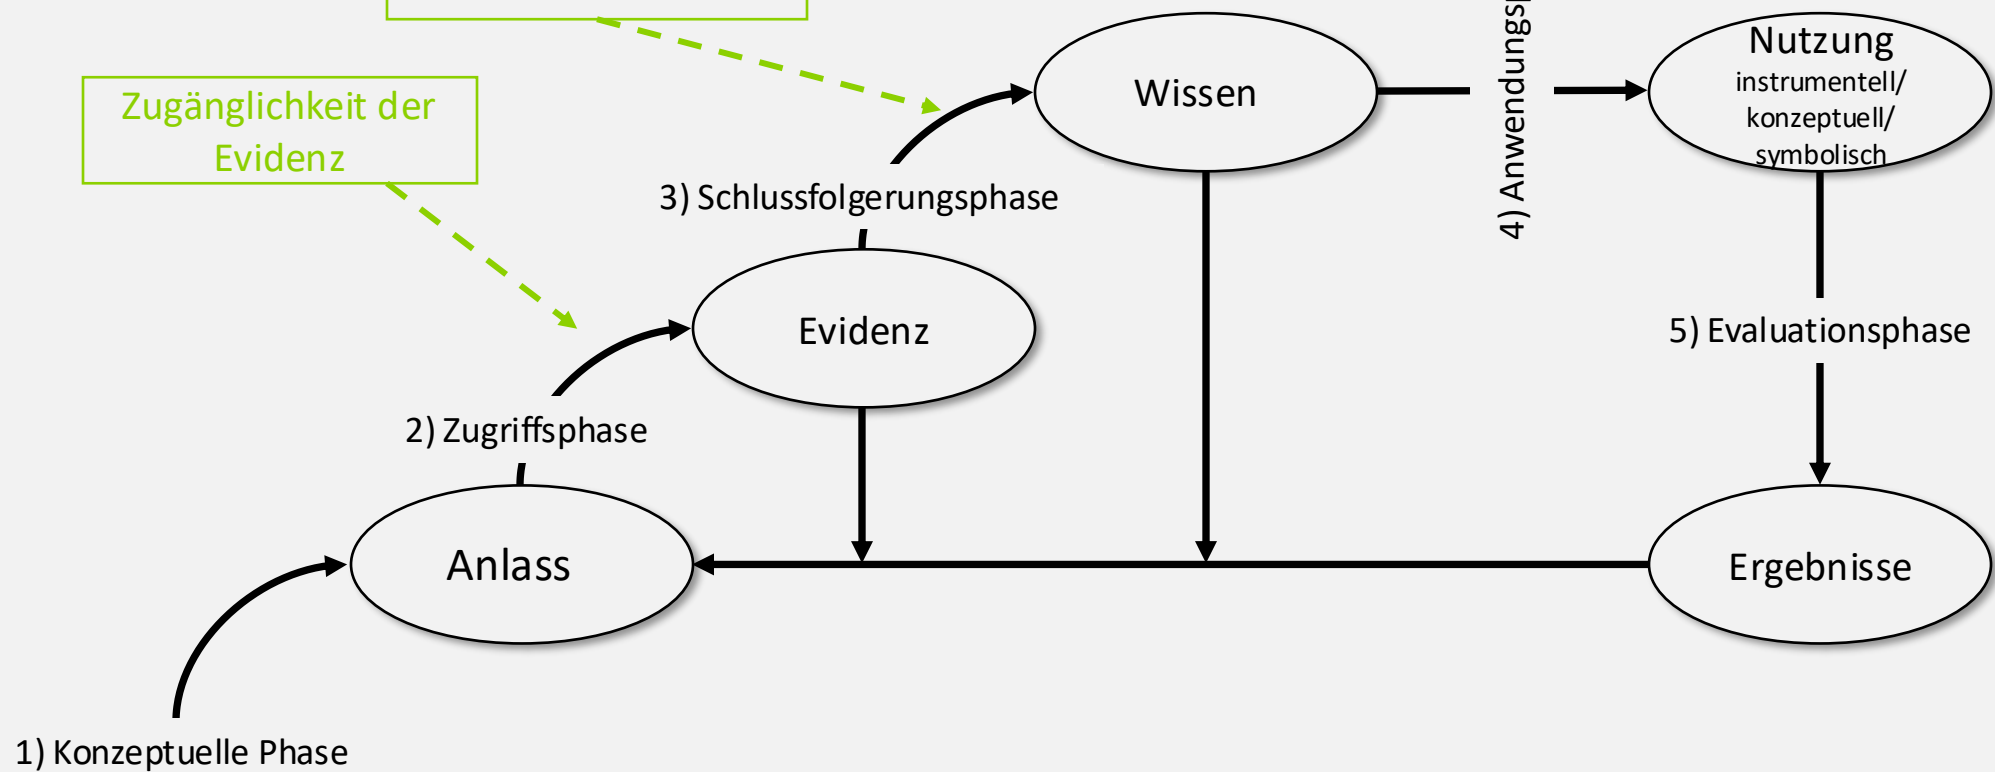 Zugänglichkeit der
Evidenz
Wissen
Nutzung
instrumentell/
konzeptuell/
symbolisch
3) Schlussfolgerungsphase
4)
Evidenz
5) Evaluationsphase
2) Zugriffsphase
Anlass
Ergebnisse
1) Konzeptuelle Phase